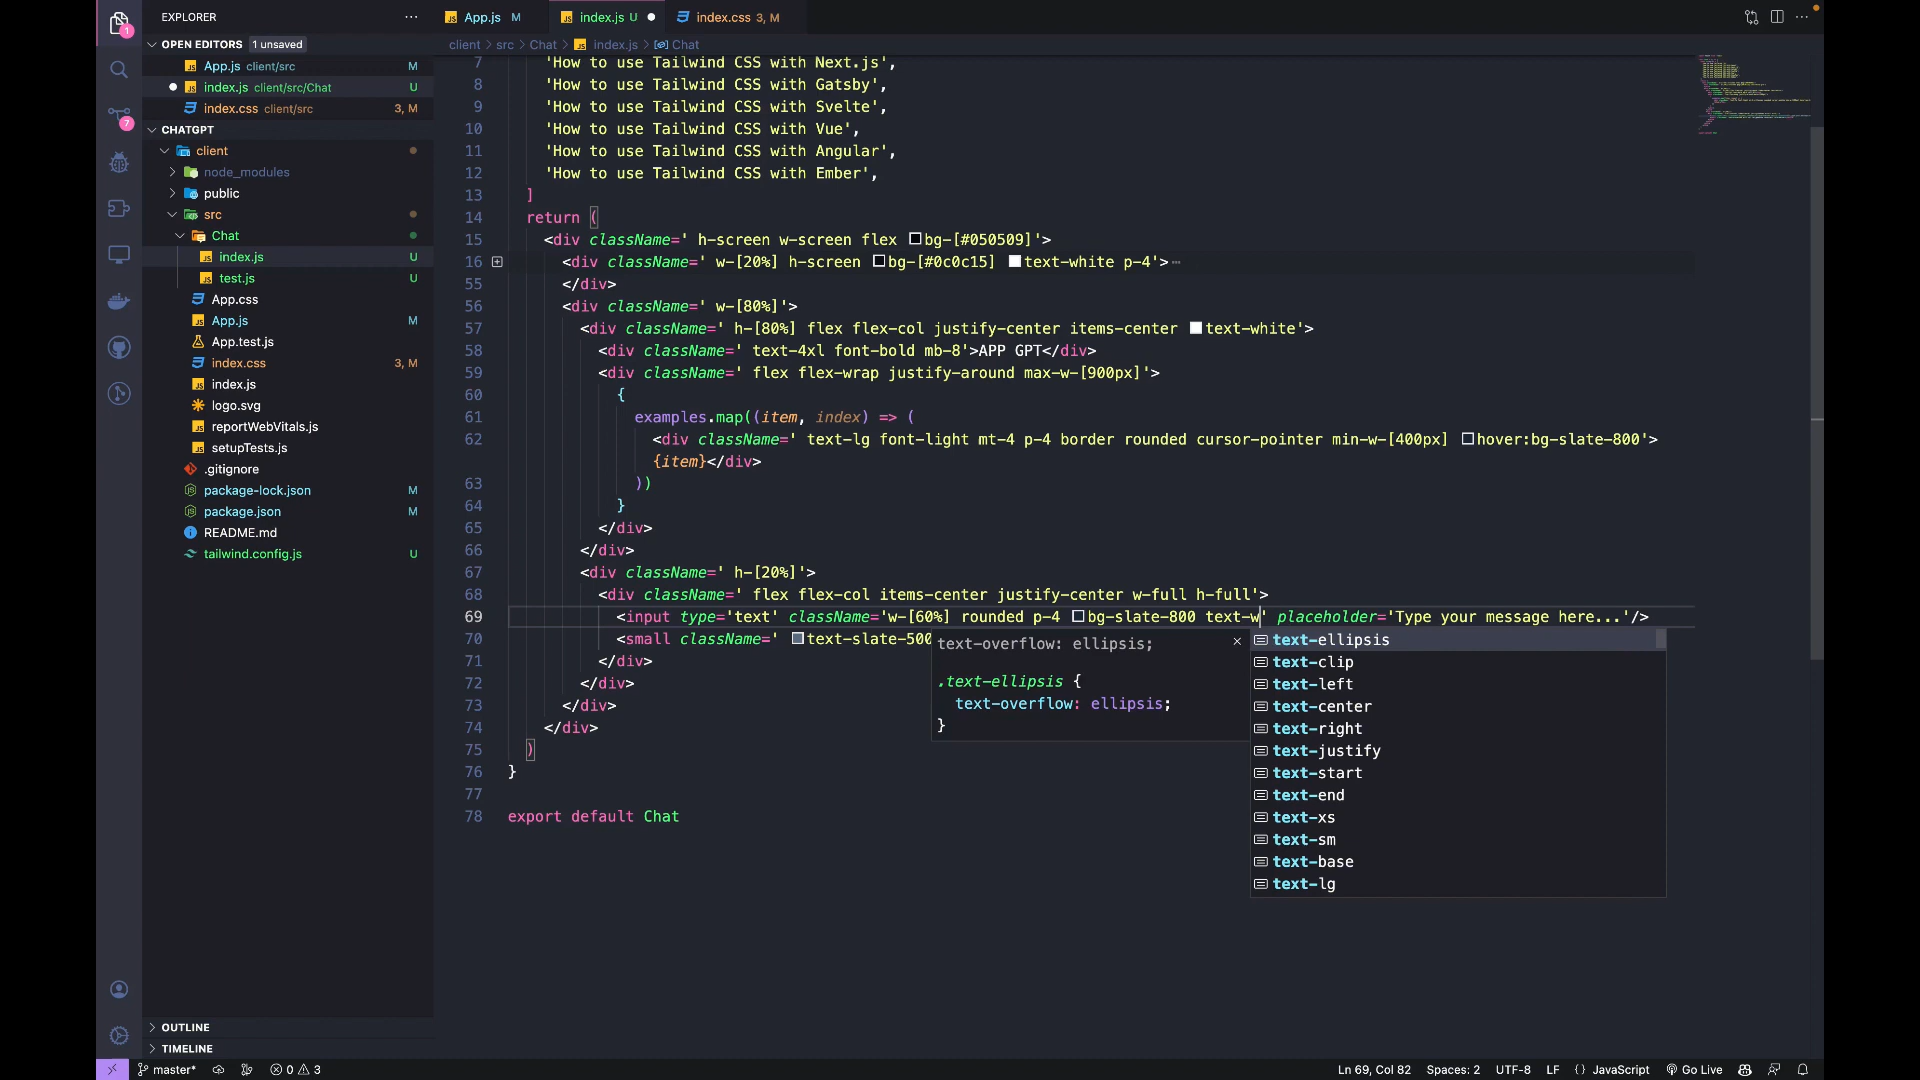 EXPLORER
OPEN EDITORS 1 unsaved
App.js client/src M
index.js client/src/Chat U
index.css client/src 3, M
CHATGPT
client
node_modules
public
src
Chat
index.js U
test.js U
App.css
App.js M
App.test.js
index.css 3, M
index.js
logo.svg
reportWebVitals.js
setupTests.js
.gitignore
package-lock.json M
package.json M
README.md
tailwind.config.js U
OUTLINE
TIMELINE
1
7
App.js M index.js U index.css 3, M
client > src > Chat > index.js > Chat
7 'How to use Tailwind CSS with Next.js',
8 'How to use Tailwind CSS with Gatsby',
9 'How to use Tailwind CSS with Svelte',
10 'How to use Tailwind CSS with Vue',
11 'How to use Tailwind CSS with Angular',
12 'How to use Tailwind CSS with Ember',
13 ]
14 return (
15 <div className=' h-screen w-screen flex bg-[#050509]'>
16 <div className=' w-[20%] h-screen bg-[#0c0c15] text-white p-4'>…
55 </div>
56 <div className=' w-[80%]'>
57 <div className=' h-[80%] flex flex-col justify-center items-center text-white'>
58 <div className=' text-4xl font-bold mb-8'>APP GPT</div>
59 <div className=' flex flex-wrap justify-around max-w-[900px]'>
60 {
61 examples.map((item, index) => (
62 <div className=' text-lg font-light mt-4 p-4 border rounded cursor-pointer min-w-[400px] hover:bg-slate-800'>
{item}</div>
63 ))
64 }
65 </div>
66 </div>
67 <div className=' h-[20%]'>
68 <div className=' flex flex-col items-center justify-center w-full h-full'>
69 <input type='text' className='w-[60%] rounded p-4 bg-slate-800 text-w' placeholder='Type your message here...'/>
70 <small className=' text-slate-500
71 </div>
72 </div>
73 </div>
74 </div>
75 )
76 }
77
78 export default Chat
text-overflow: ellipsis;
.text-ellipsis {
text-overflow: ellipsis;
}
text-ellipsis
text-clip
text-left
text-center
text-right
text-justify
text-start
text-end
text-xs
text-sm
text-base
text-lg
master* 0 3 Ln 69, Col 82 Spaces: 2 UTF-8 LF {} JavaScript Go Live